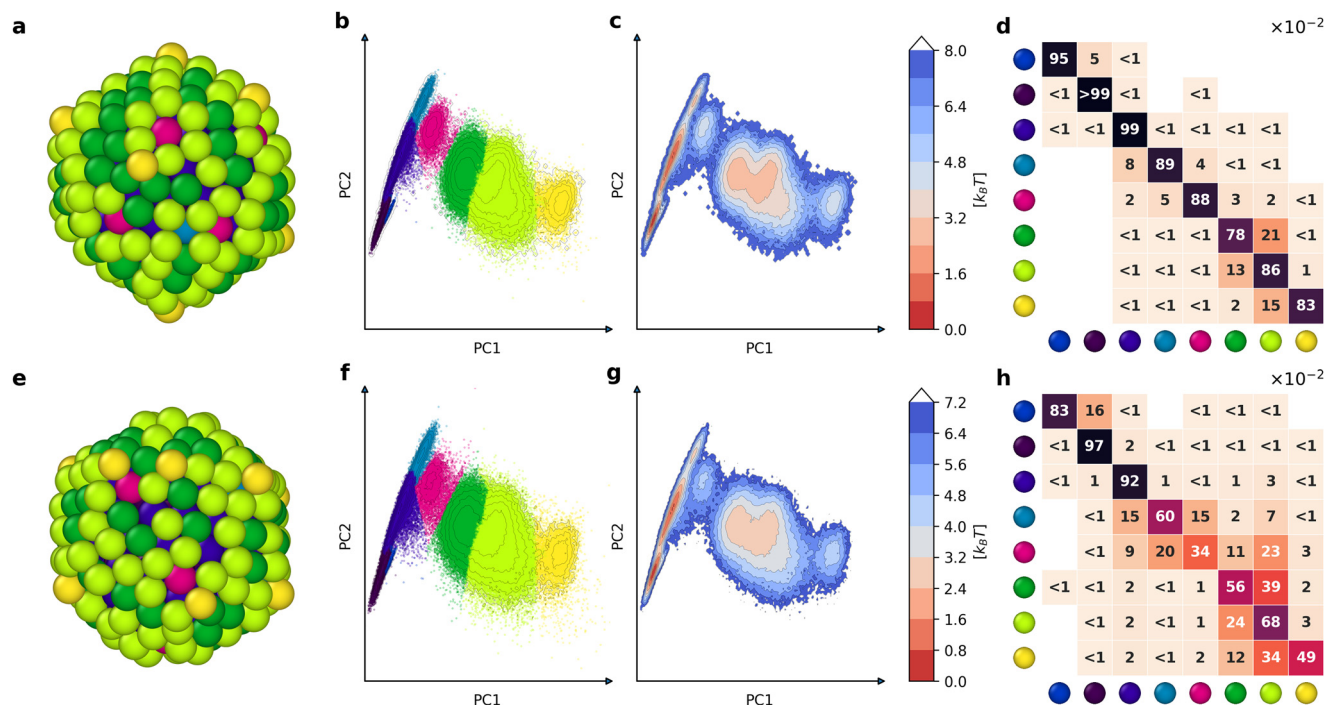 a
b
c
d
×10⁻²
PC2
PC1
PC1
8.0
6.4
4.8
3.2
1.6
0.0
[k_BT]
95 5 <1
<1 >99 <1 <1
<1 <1 99 <1 <1 <1 <1
8 89 4 <1 <1
2 5 88 3 2 <1
<1 <1 <1 78 21 <1
<1 <1 <1 13 86 1
<1 <1 <1 2 15 83
e
f
g
h
×10⁻²
PC2
PC1
PC2
PC1
7.2
6.4
5.6
4.8
4.0
3.2
2.4
1.6
0.8
0.0
[k_BT]
83 16 <1 <1 <1 <1
<1 97 2 <1 <1 <1 <1 <1
<1 1 92 1 <1 1 3 <1
<1 15 60 15 2 7 <1
<1 9 20 34 11 23 3
<1 <1 2 <1 1 56 39 2
<1 2 <1 1 24 68 3
<1 2 <1 2 12 34 49